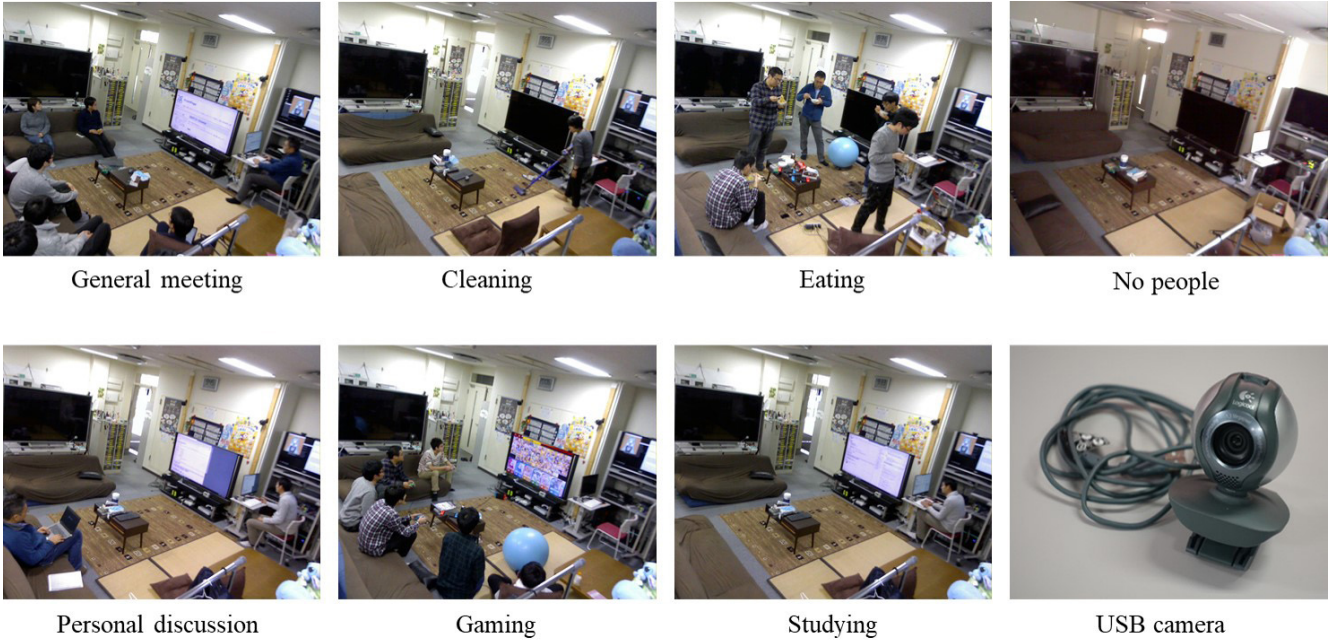 General meeting
Cleaning
Eating
No people
Personal discussion
Gaming
Studying
USB camera